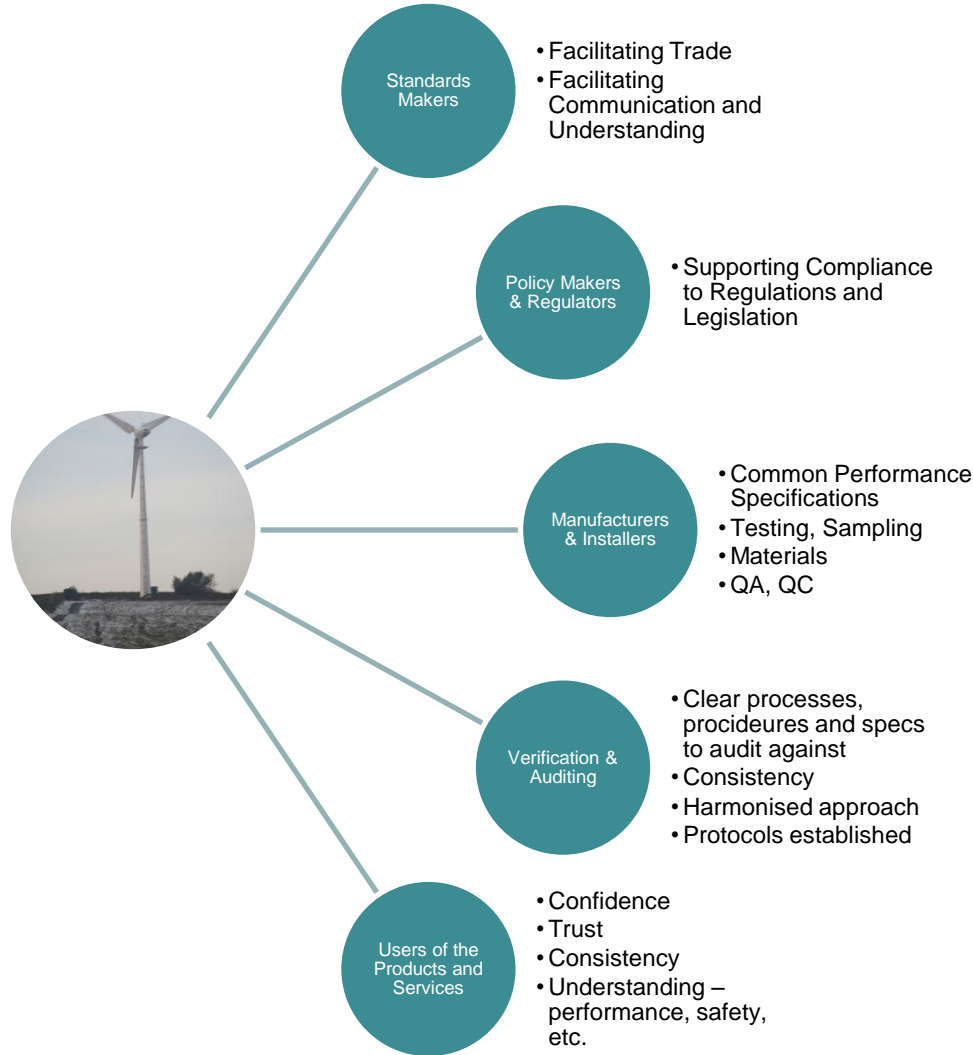 Standards
Makers
• Facilitating Trade
• Facilitating
Communication and
Understanding
Policy Makers
& Regulators
• Supporting Compliance
to Regulations and
Legislation
Manufacturers
& Installers
• Common Performance
Specifications
• Testing, Sampling
• Materials
• QA, QC
Verification &
Auditing
• Clear processes,
procideures and specs
to audit against
• Consistency
• Harmonised approach
• Protocols established
Users of the
Products and
Services
• Confidence
• Trust
• Consistency
• Understanding –
performance, safety,
etc.